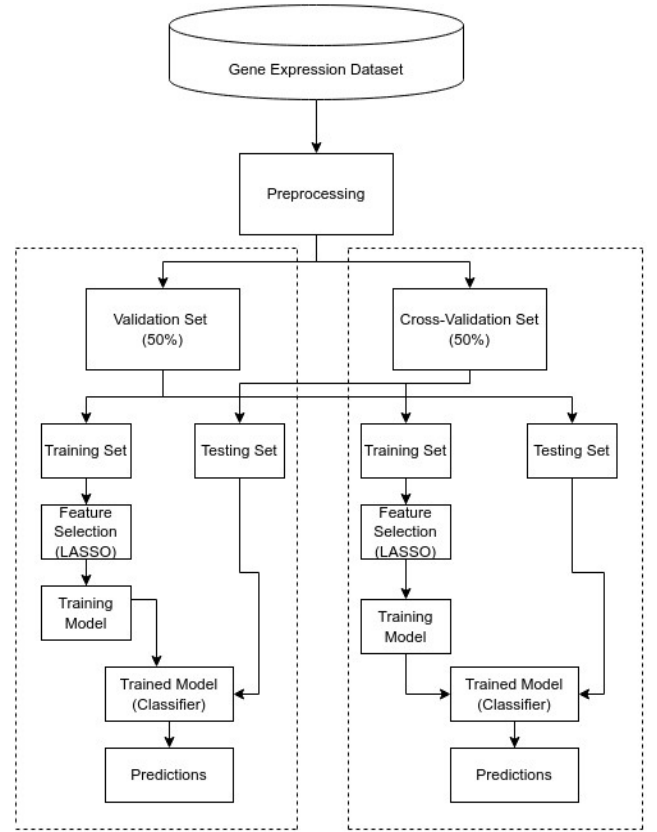 Gene Expression Dataset
Preprocessing
Validation Set
(50%)
Cross-Validation Set
(50%)
Training Set
Testing Set
Training Set
Testing Set
Feature
Selection
(LASSO)
Feature
Selection
(LASSO)
Training
Model
Training
Model
Trained Model
(Classifier)
Trained Model
(Classifier)
Predictions
Predictions